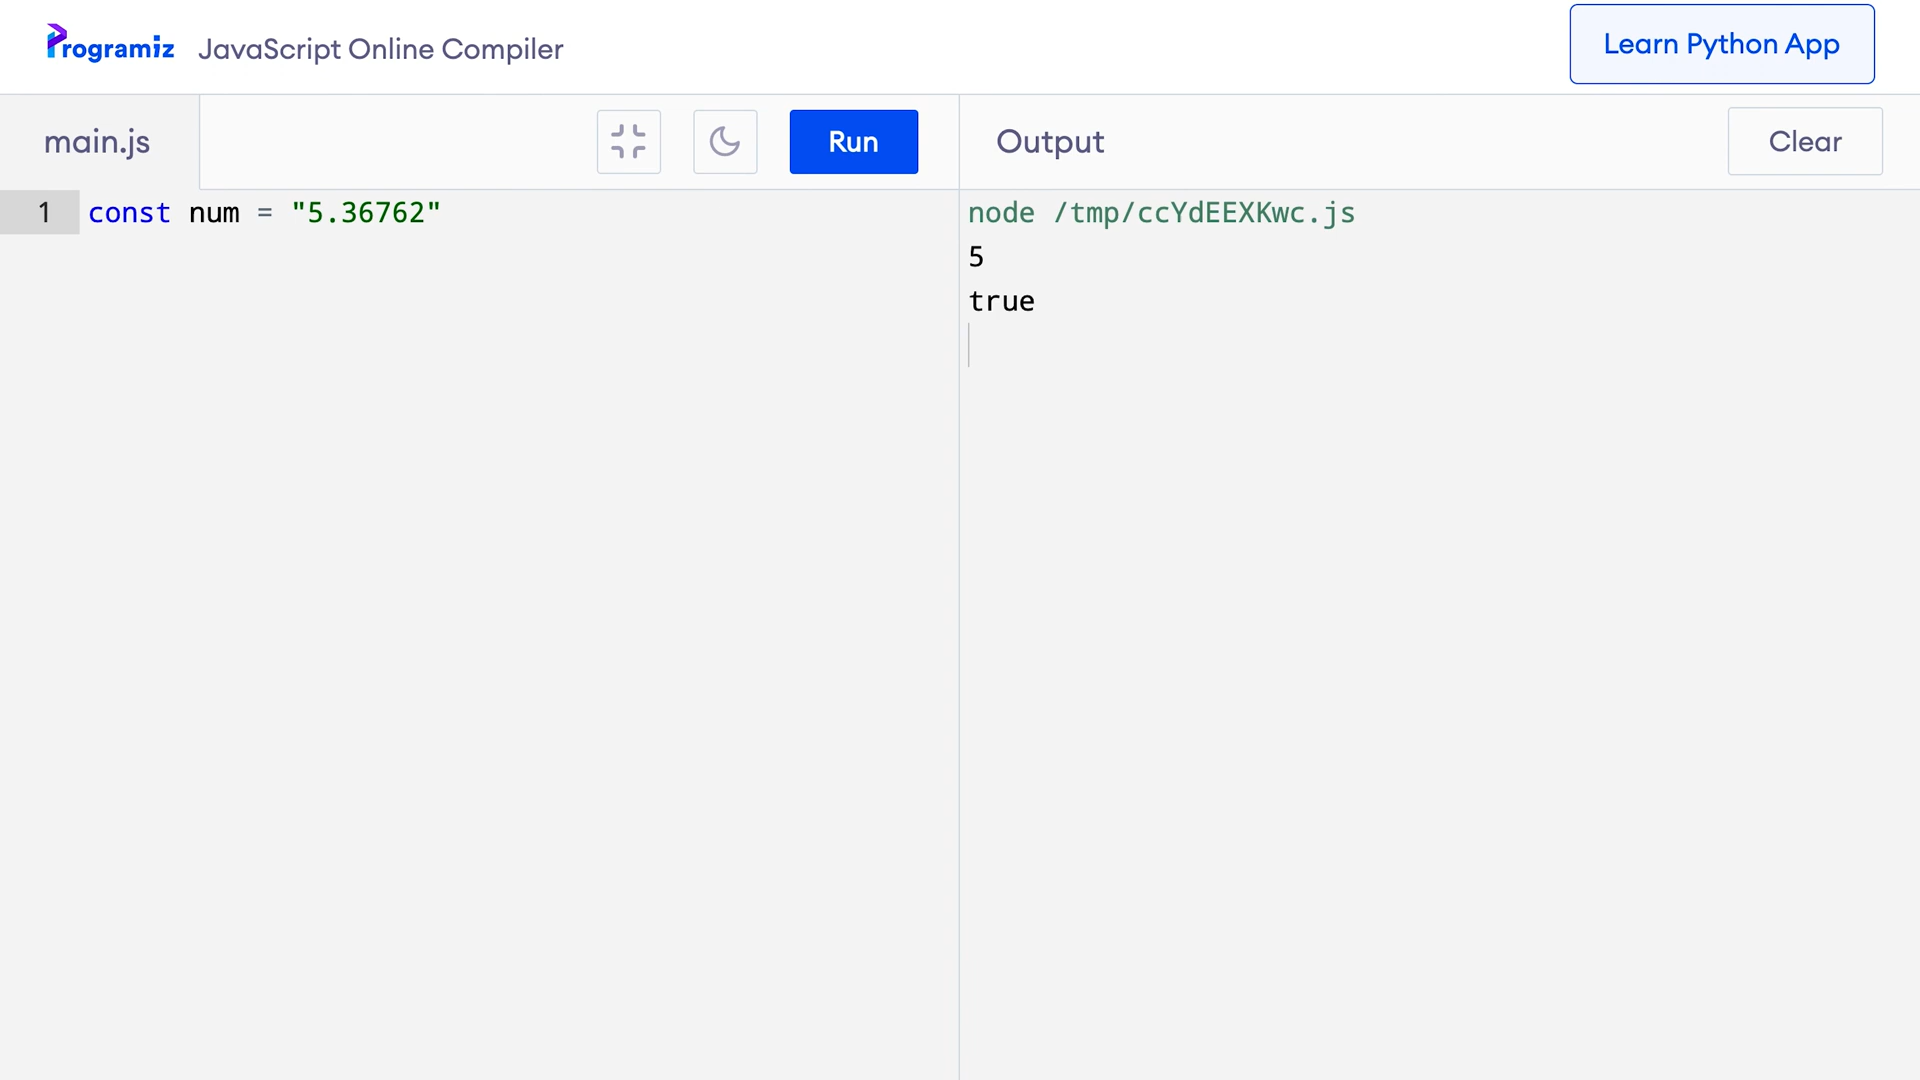 Programiz JavaScript Online Compiler
Learn Python App
main.js
Run
Output
Clear
1 const num = "5.36762"
node /tmp/ccYdEEXKwc.js
5
true